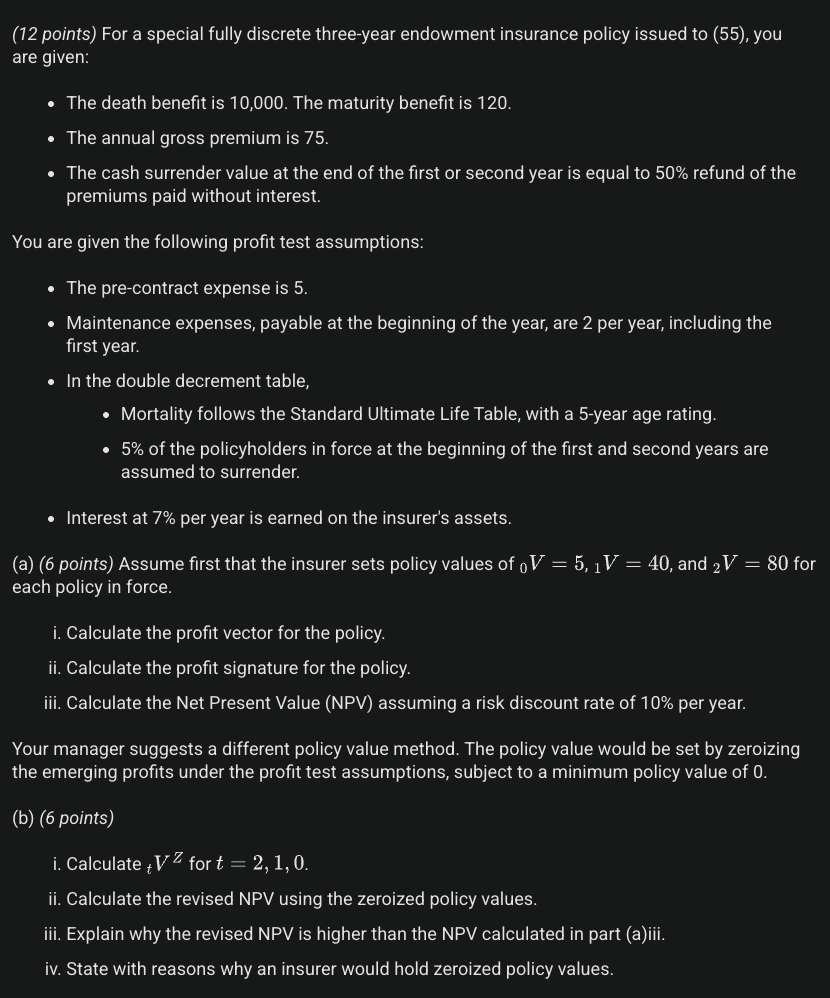 (12 points) For a special fully discrete three-year endowment insurance policy issued to (55), you
are given:
• The death benefit is 10,000. The maturity benefit is 120.
• The annual gross premium is 75.
• The cash surrender value at the end of the first or second year is equal to 50% refund of the
premiums paid without interest.
You are given the following profit test assumptions:
• The pre-contract expense is 5.
• Maintenance expenses, payable at the beginning of the year, are 2 per year, including the
first year.
• In the double decrement table,
• Mortality follows the Standard Ultimate Life Table, with a 5-year age rating.
• 5% of the policyholders in force at the beginning of the first and second years are
assumed to surrender.
• Interest at 7% per year is earned on the insurer's assets.
(a) (6 points) Assume first that the insurer sets policy values of ₀V = 5, ₁V = 40, and ₂V = 80 for
each policy in force.
i. Calculate the profit vector for the policy.
ii. Calculate the profit signature for the policy.
iii. Calculate the Net Present Value (NPV) assuming a risk discount rate of 10% per year.
Your manager suggests a different policy value method. The policy value would be set by zeroizing
the emerging profits under the profit test assumptions, subject to a minimum policy value of 0.
(b) (6 points)
i. Calculate ₜV^Z for t = 2, 1, 0.
ii. Calculate the revised NPV using the zeroized policy values.
iii. Explain why the revised NPV is higher than the NPV calculated in part (a)iii.
iv. State with reasons why an insurer would hold zeroized policy values.